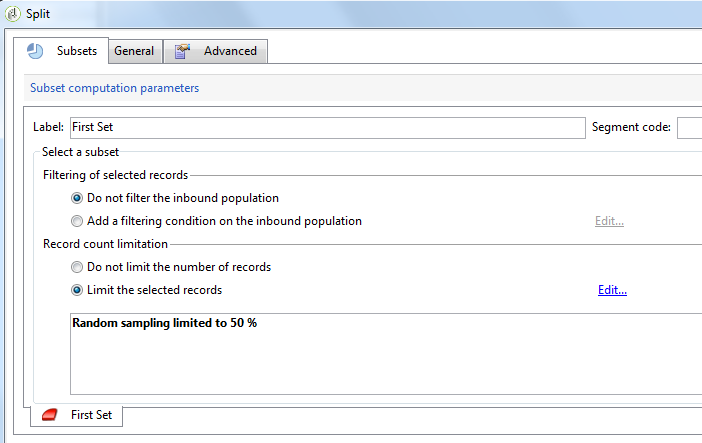 Split
Subsets General Advanced
Subset computation parameters
Label: First Set Segment code:
Select a subset
Filtering of selected records
Do not filter the inbound population
Add a filtering condition on the inbound population Edit...
Record count limitation
Do not limit the number of records
Limit the selected records Edit...
Random sampling limited to 50 %
First Set